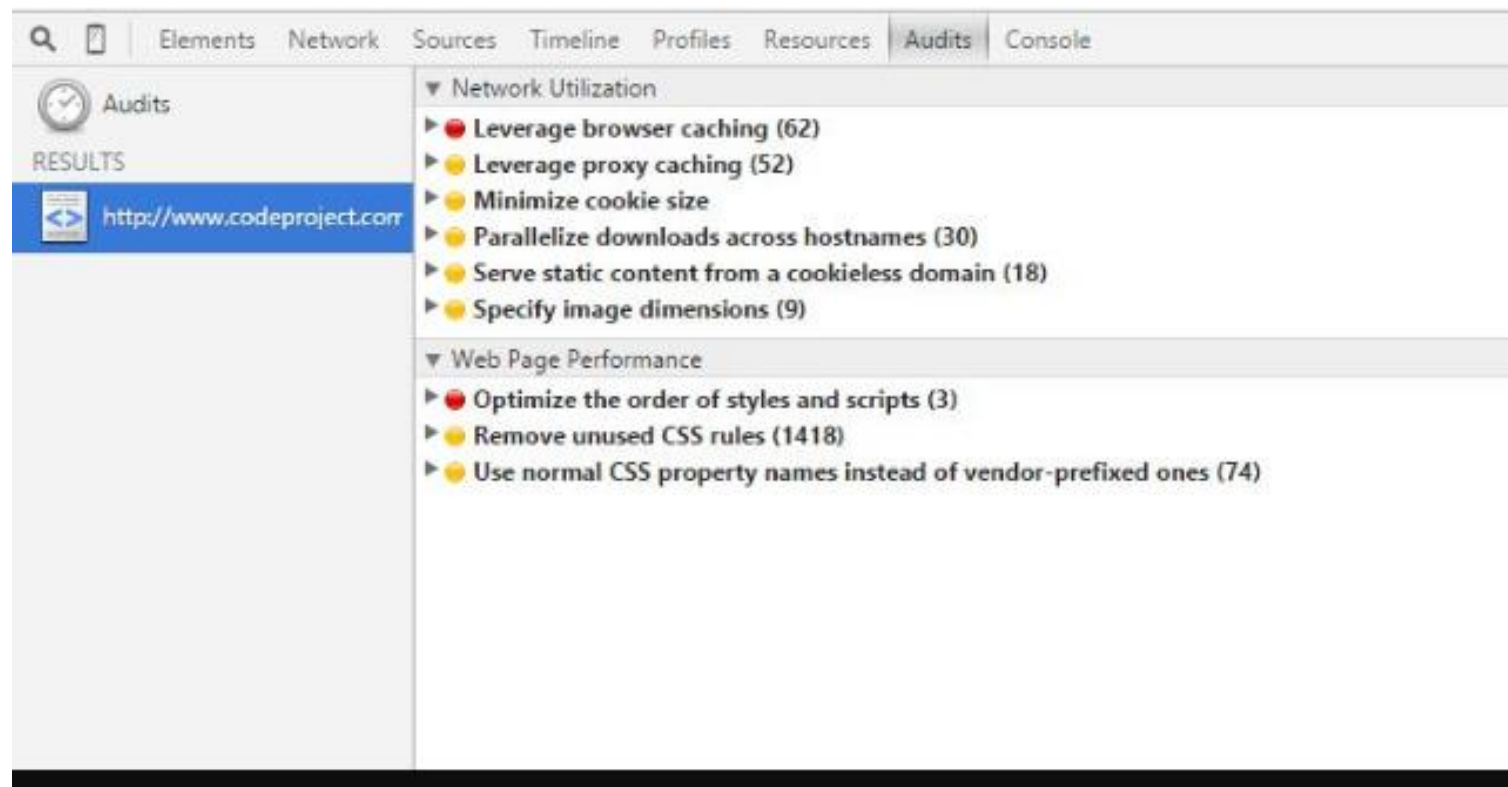 Elements Network Sources Timeline Profiles Resources Audits Console
Audits
RESULTS
http://www.codeproject.com
Network Utilization
Leverage browser caching (62)
Leverage proxy caching (52)
Minimize cookie size
Parallelize downloads across hostnames (30)
Serve static content from a cookieless domain (18)
Specify image dimensions (9)
Web Page Performance
Optimize the order of styles and scripts (3)
Remove unused CSS rules (1418)
Use normal CSS property names instead of vendor-prefixed ones (74)